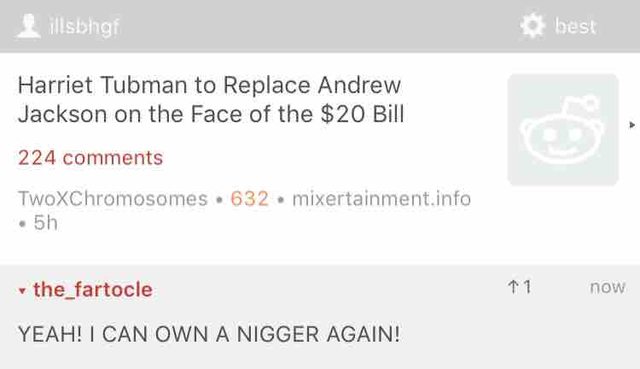 illsbhgf
best
Harriet Tubman to Replace Andrew
Jackson on the Face of the $20 Bill
224 comments
TwoXChromosomes • 632 • mixertainment.info
• 5h
the_fartocle ↑1 now
YEAH! I CAN OWN A NIGGER AGAIN!